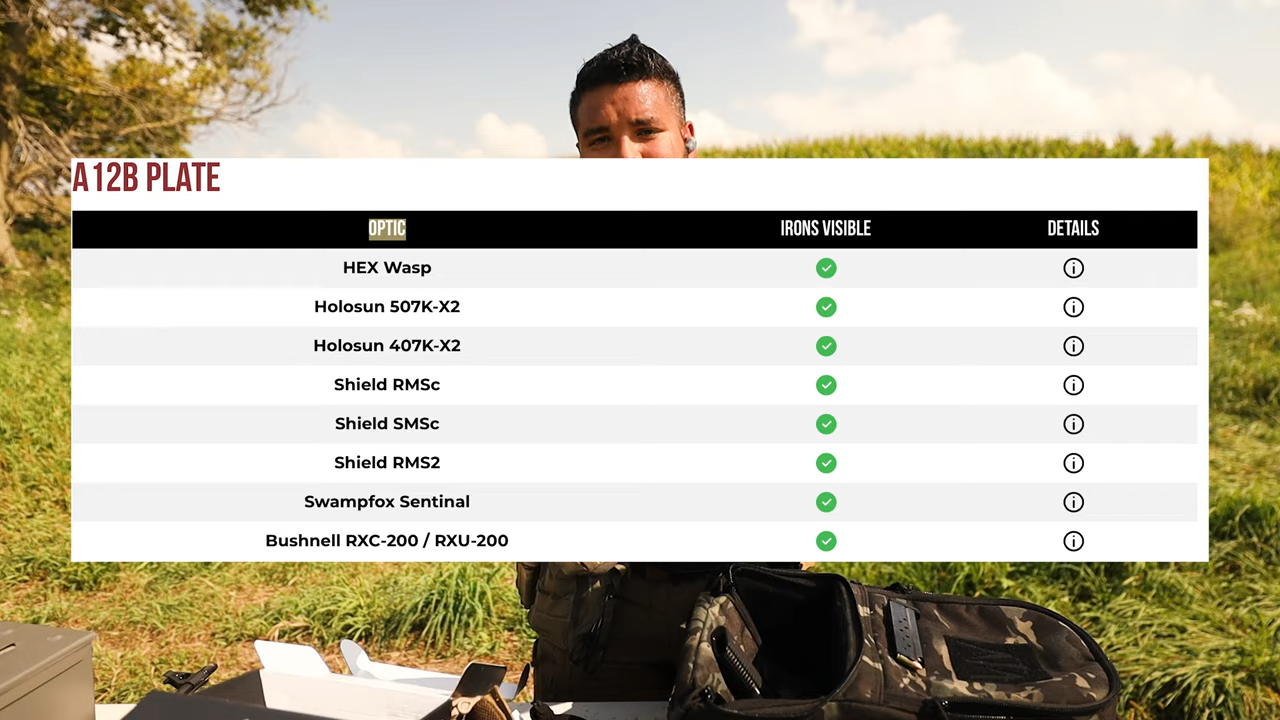 A12B PLATE
OPTIC IRONS VISIBLE DETAILS
HEX Wasp
Holosun 507K-X2
Holosun 407K-X2
Shield RMSc
Shield SMSc
Shield RMS2
Swampfox Sentinal
Bushnell RXC-200 / RXU-200